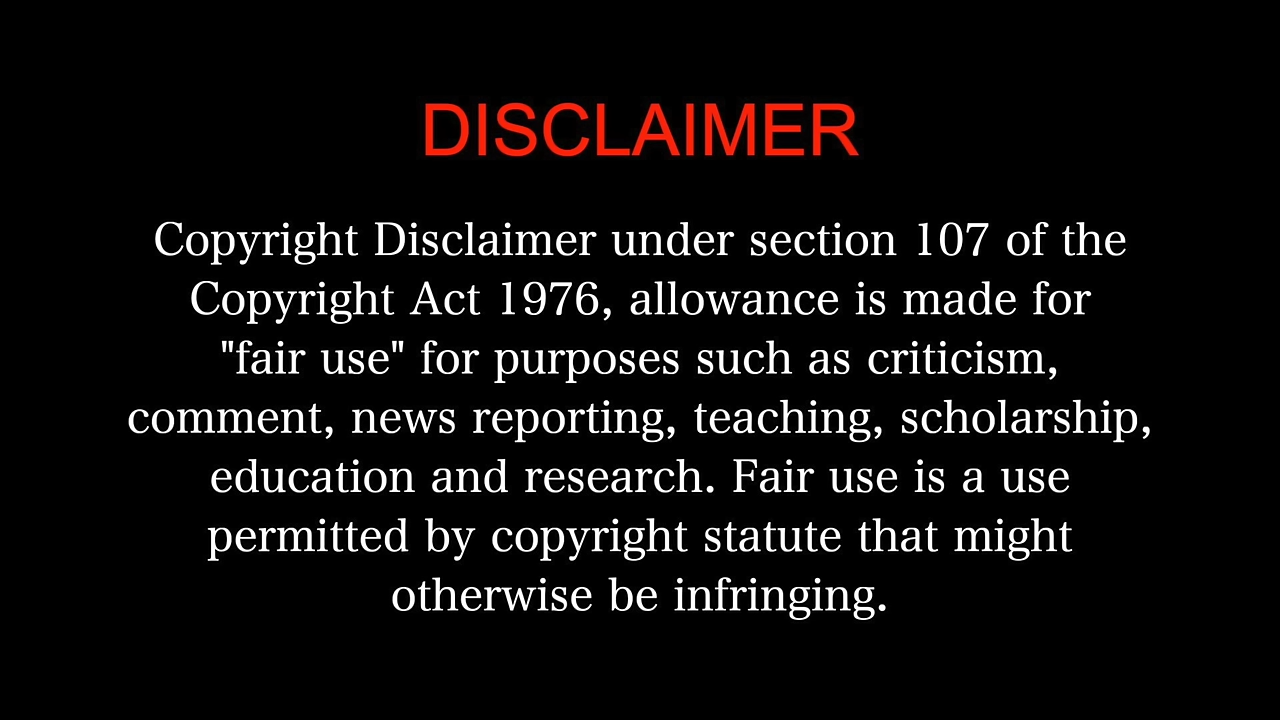 DISCLAIMER
Copyright Disclaimer under section 107 of the
Copyright Act 1976, allowance is made for
"fair use" for purposes such as criticism,
comment, news reporting, teaching, scholarship,
education and research. Fair use is a use
permitted by copyright statute that might
otherwise be infringing.